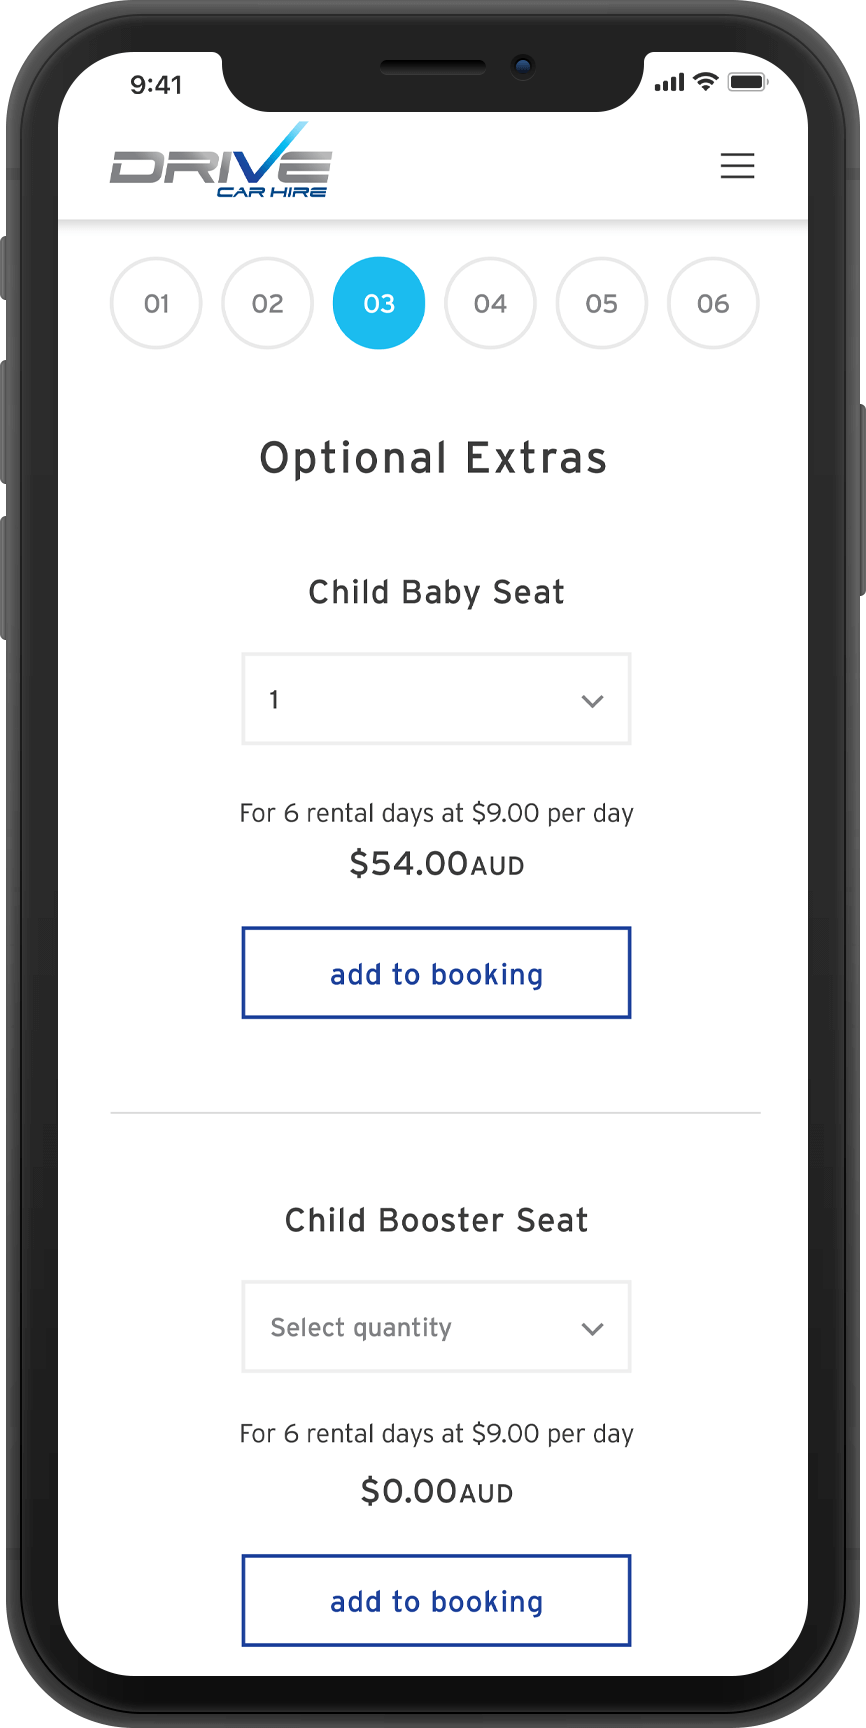 9:41
DRIVE
CAR HIRE
01 02 03 04 05 06
Optional Extras
Child Baby Seat
1
For 6 rental days at $9.00 per day
$54.00AUD
add to booking
Child Booster Seat
Select quantity
For 6 rental days at $9.00 per day
$0.00AUD
add to booking